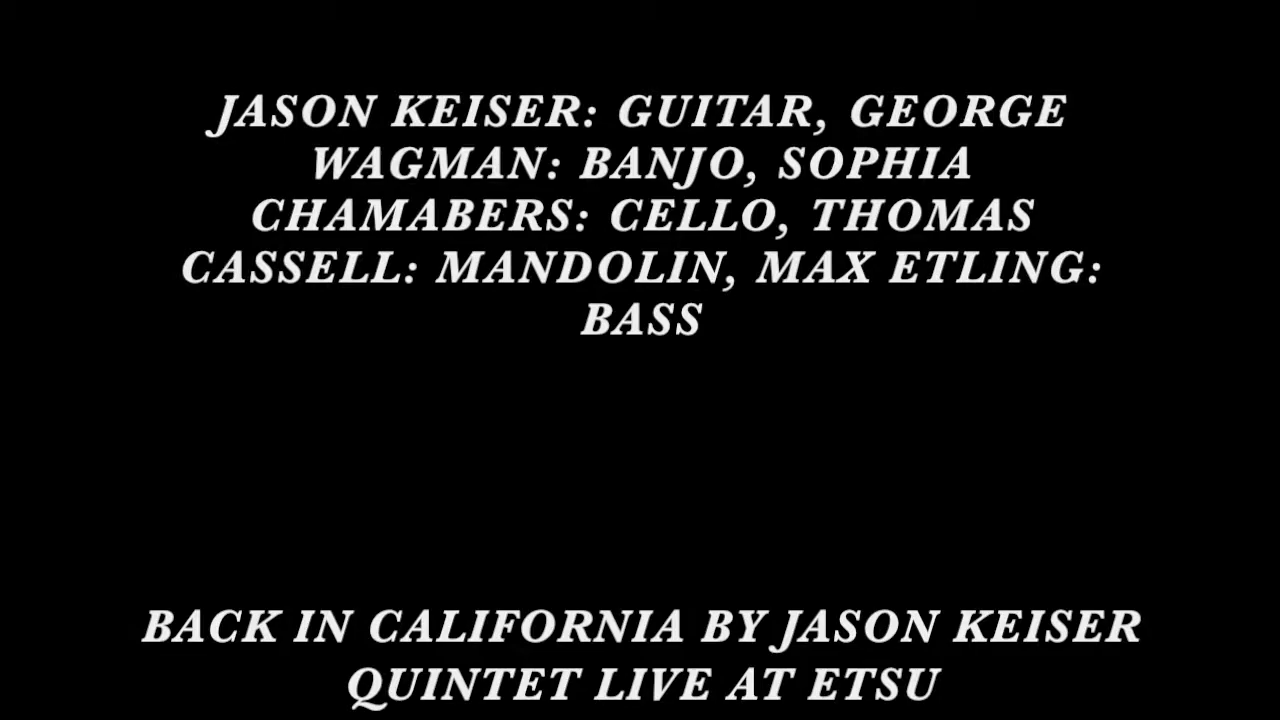 JASON KEISER: GUITAR, GEORGE
WAGMAN: BANJO, SOPHIA
CHAMABERS: CELLO, THOMAS
CASSELL: MANDOLIN, MAX ETLING:
BASS
BACK IN CALIFORNIA BY JASON KEISER
QUINTET LIVE AT ETSU